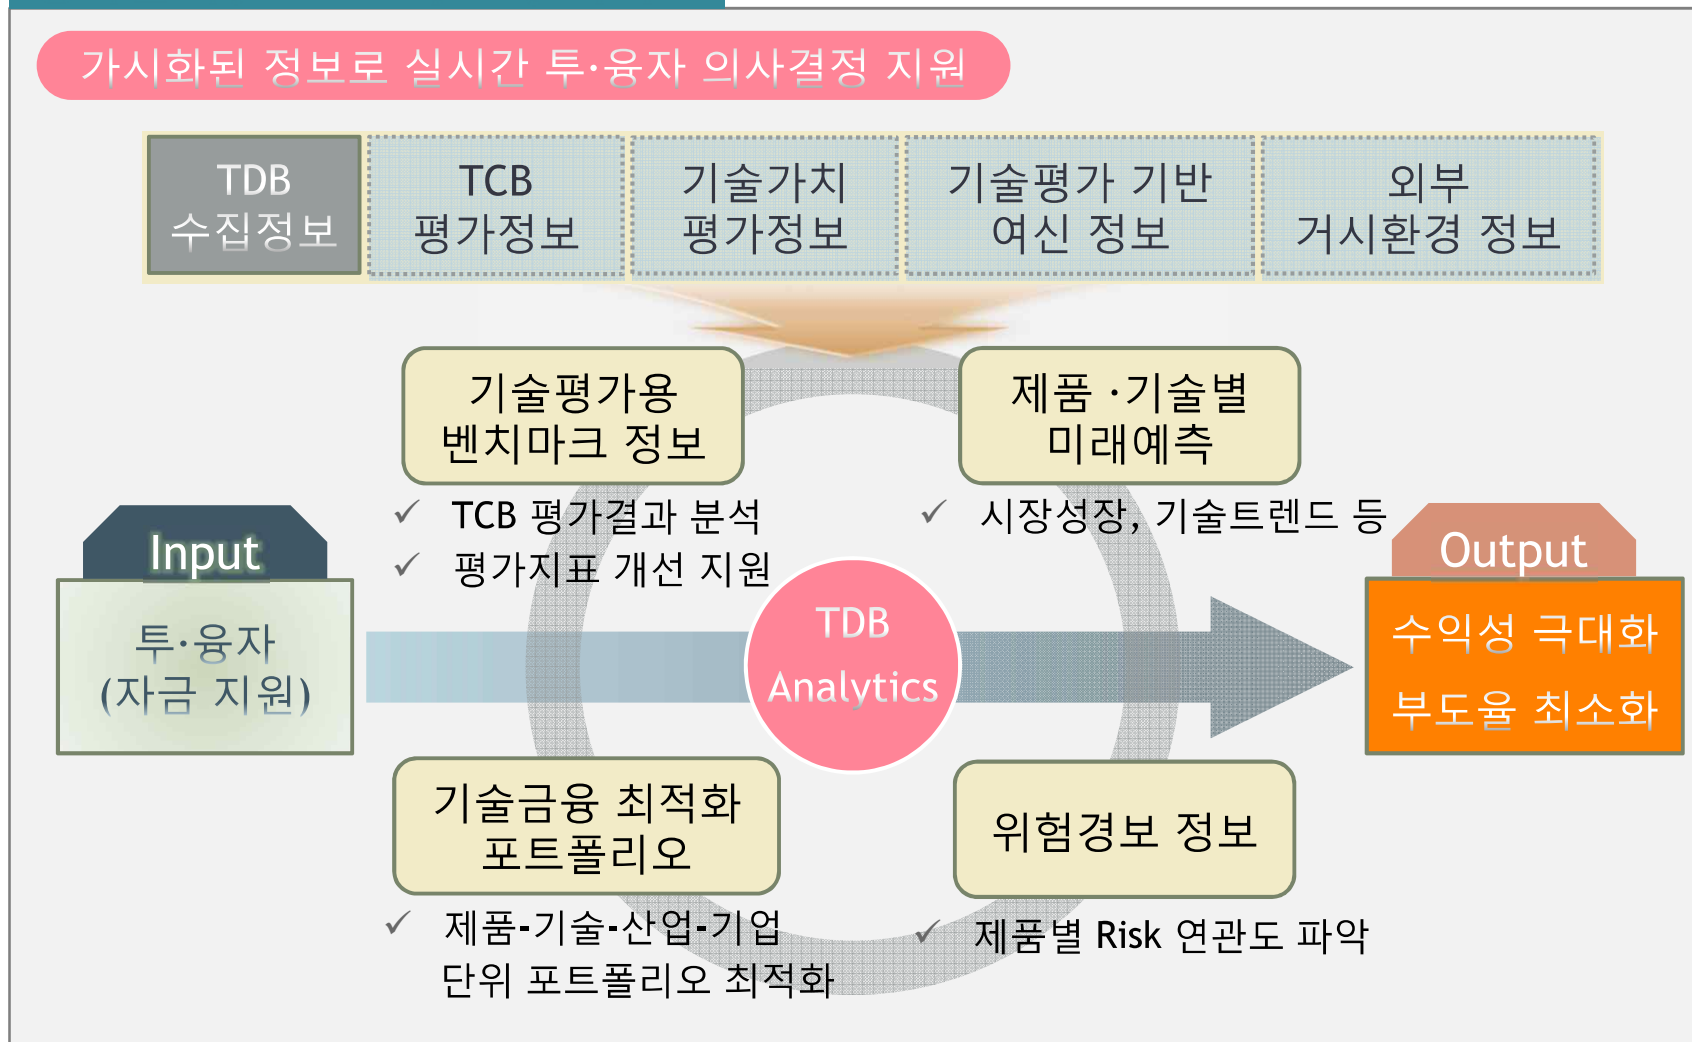 가시화된 정보로 실시간 투·융자 의사결정 지원
TDB
수집정보
TCB
평가정보
기술가치
평가정보
기술평가 기반
여신 정보
외부
거시환경 정보
기술평가용
벤치마크 정보
✓ TCB 평가결과 분석
✓ 평가지표 개선 지원
제품 ·기술별
미래예측
✓ 시장성장, 기술트렌드 등
Input
투·융자
(자금 지원)
TDB
Analytics
Output
수익성 극대화
부도율 최소화
기술금융 최적화
포트폴리오
✓ 제품-기술-산업-기업
단위 포트폴리오 최적화
위험경보 정보
✓ 제품별 Risk 연관도 파악